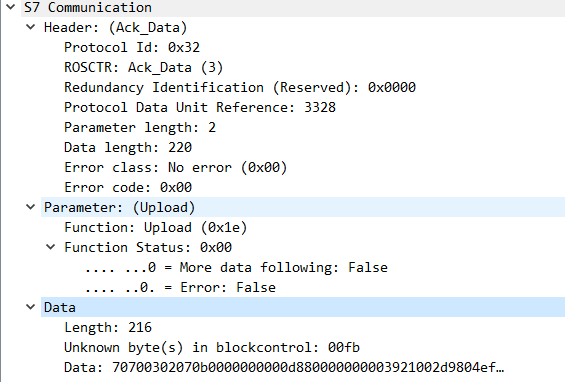 S7 Communication
Header: (Ack_Data)
Protocol Id: 0x32
ROSCTR: Ack_Data (3)
Redundancy Identification (Reserved): 0x0000
Protocol Data Unit Reference: 3328
Parameter length: 2
Data length: 220
Error class: No error (0x00)
Error code: 0x00
Parameter: (Upload)
Function: Upload (0x1e)
Function Status: 0x00
.... ...0 = More data following: False
.... ..0. = Error: False
Data
Length: 216
Unknown byte(s) in blockcontrol: 00fb
Data: 70700302070b0000000000d880000000003921002d9804ef…